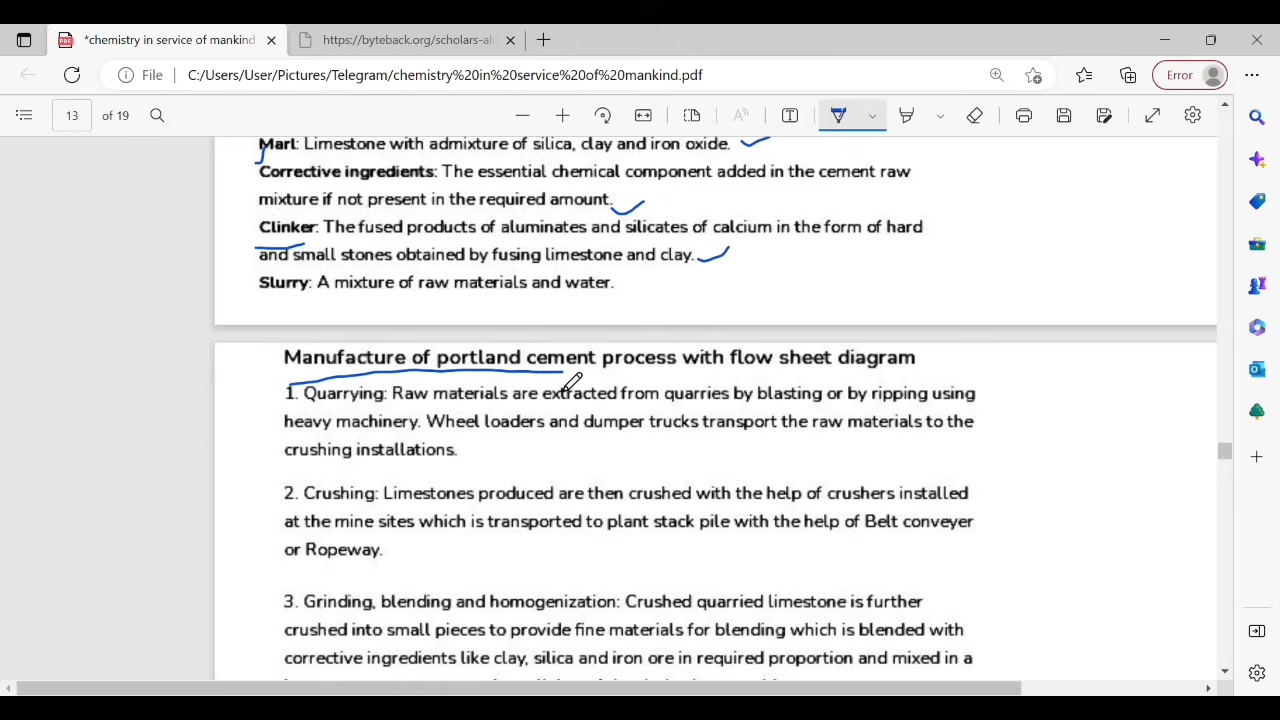 *chemistry in service of mankind
https://byteback.org/scholars-al
File
C:/Users/User/Pictures/Telegram/chemistry%20in%20service%20of%20mankind.pdf
Error
13 of 19
Marl: Limestone with admixture of silica, clay and iron oxide.
Corrective ingredients: The essential chemical component added in the cement raw
mixture if not present in the required amount.
Clinker: The fused products of aluminates and silicates of calcium in the form of hard
and small stones obtained by fusing limestone and clay.
Slurry: A mixture of raw materials and water.
Manufacture of portland cement process with flow sheet diagram
1. Quarrying: Raw materials are extracted from quarries by blasting or by ripping using
heavy machinery. Wheel loaders and dumper trucks transport the raw materials to the
crushing installations.
2. Crushing: Limestones produced are then crushed with the help of crushers installed
at the mine sites which is transported to plant stack pile with the help of Belt conveyer
or Ropeway.
3. Grinding, blending and homogenization: Crushed quarried limestone is further
crushed into small pieces to provide fine materials for blending which is blended with
corrective ingredients like clay, silica and iron ore in required proportion and mixed in a